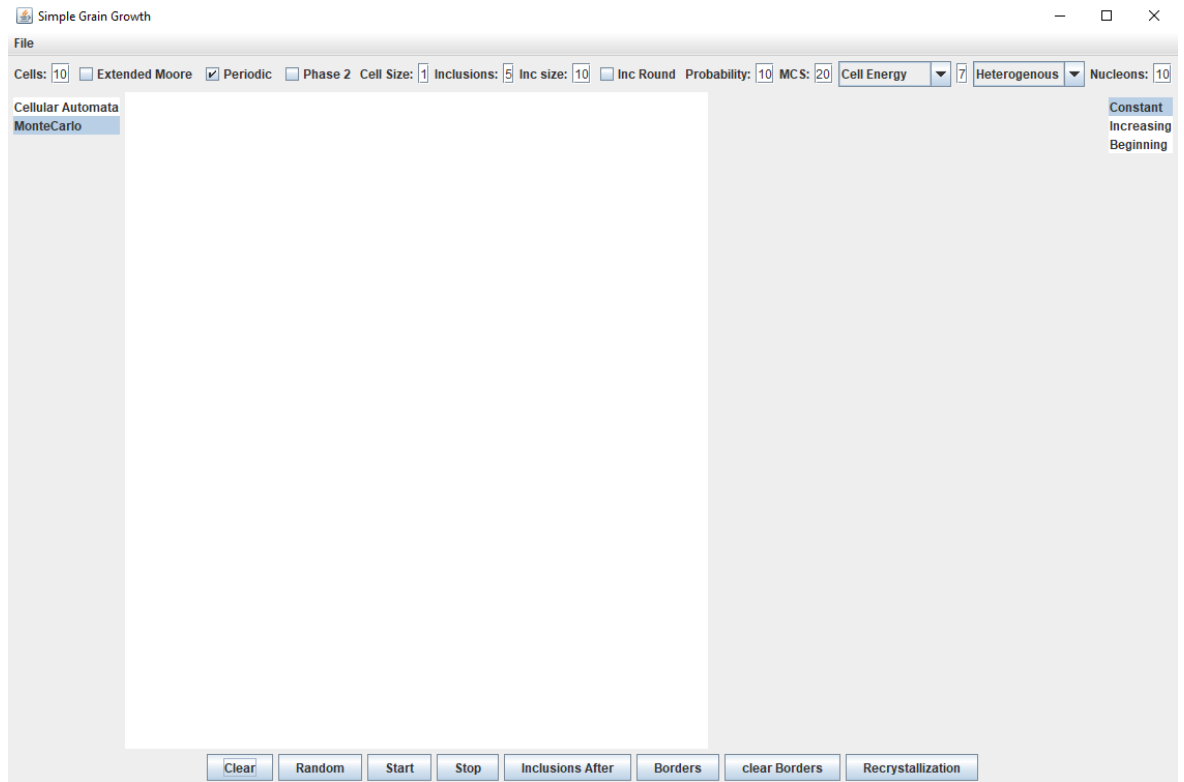 Simple Grain Growth
File
Cells: 10 Extended Moore Periodic Phase 2 Cell Size: 1 Inclusions: 5 Inc size: 10 Inc Round Probability: 10 MCS: 20 Cell Energy 7 Heterogenous Nucleons: 10
Cellular Automata
MonteCarlo
Constant
Increasing
Beginning
Clear Random Start Stop Inclusions After Borders clear Borders Recrystallization